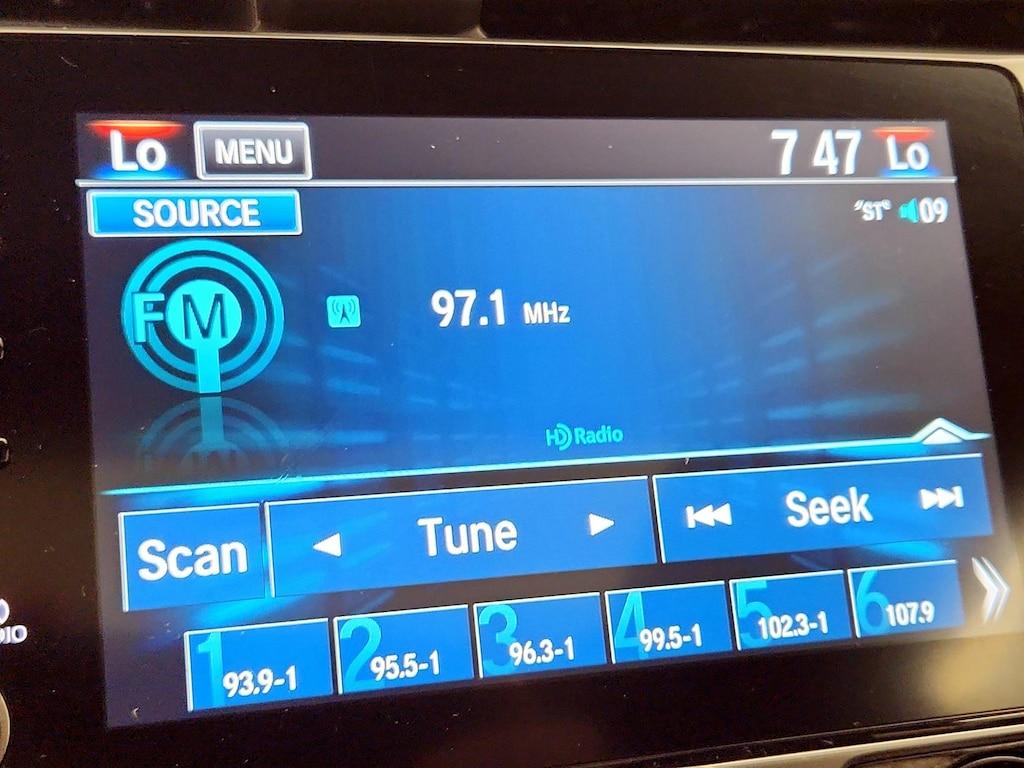 Lo MENU 7 47 Lo
SOURCE "ST" 09
FM 97.1 MHz
HD Radio
Scan Tune Seek
1 93.9-1 2 95.5-1 3 96.3-1 4 99.5-1 5 102.3-1 6 107.9